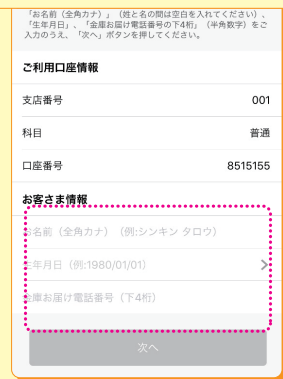 「お名前（全角カナ）」（姓と名の間は空白を入れてください）、
「生年月日」、「金庫お届け電話番号の下4桁」（半角数字）をご
入力のうえ、「次へ」ボタンを押してください。
ご利用口座情報
支店番号 001
科目 普通
口座番号 8515155
お客さま情報
お名前（全角カナ）（例:シンキン タロウ）
生年月日（例:1980/01/01）
金庫お届け電話番号（下4桁）
次へ